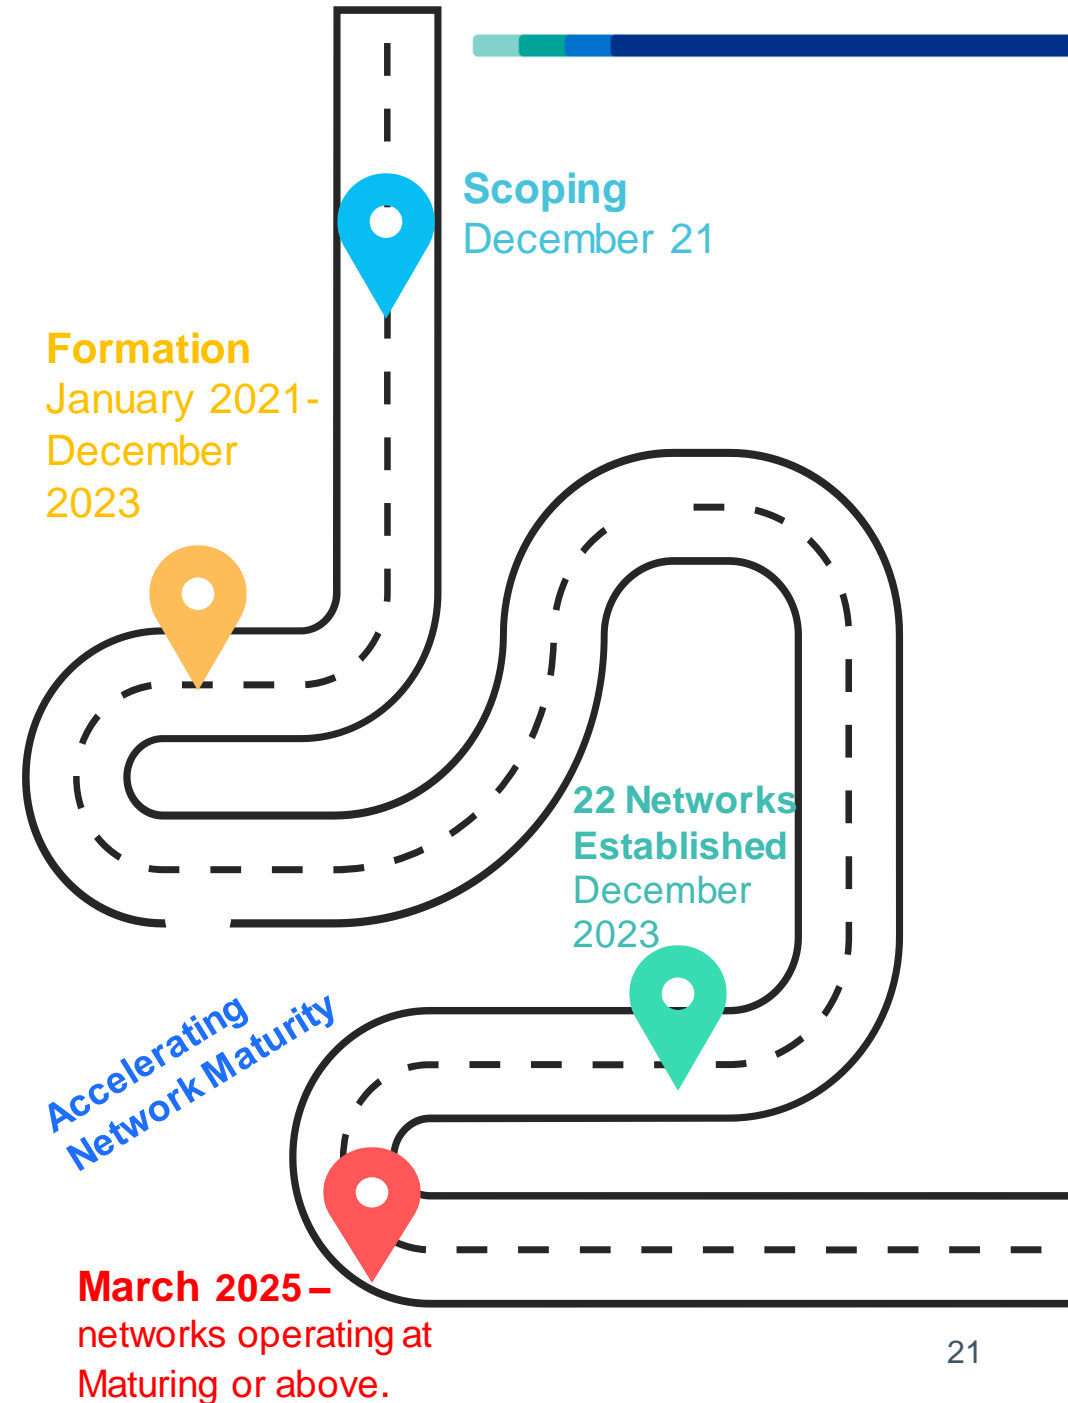 Scoping
December 21
Formation
January 2021-
December
2023
22 Networks
Established
December
2023
Accelerating
Network Maturity
March 2025 –
networks operating at
Maturing or above.
21